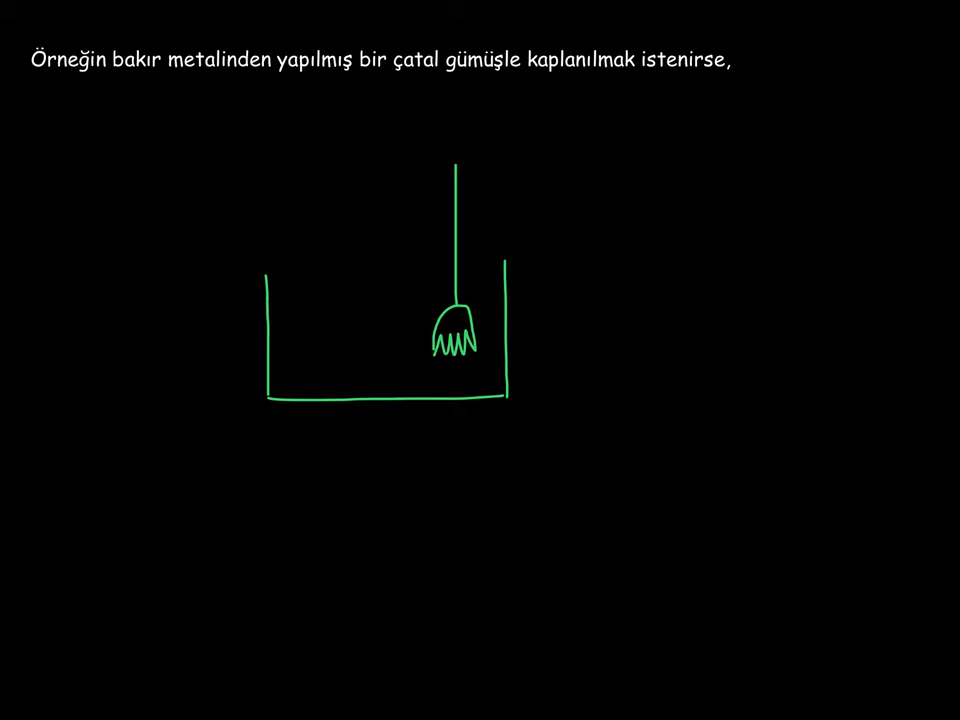 Örneğin bakır metalinden yapılmış bir çatal gümüşle kaplanılmak istenirse,